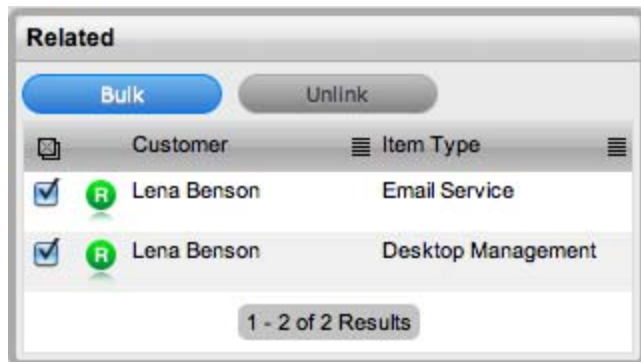 Related
Bulk Unlink
Customer Item Type
R Lena Benson Email Service
R Lena Benson Desktop Management
1 - 2 of 2 Results